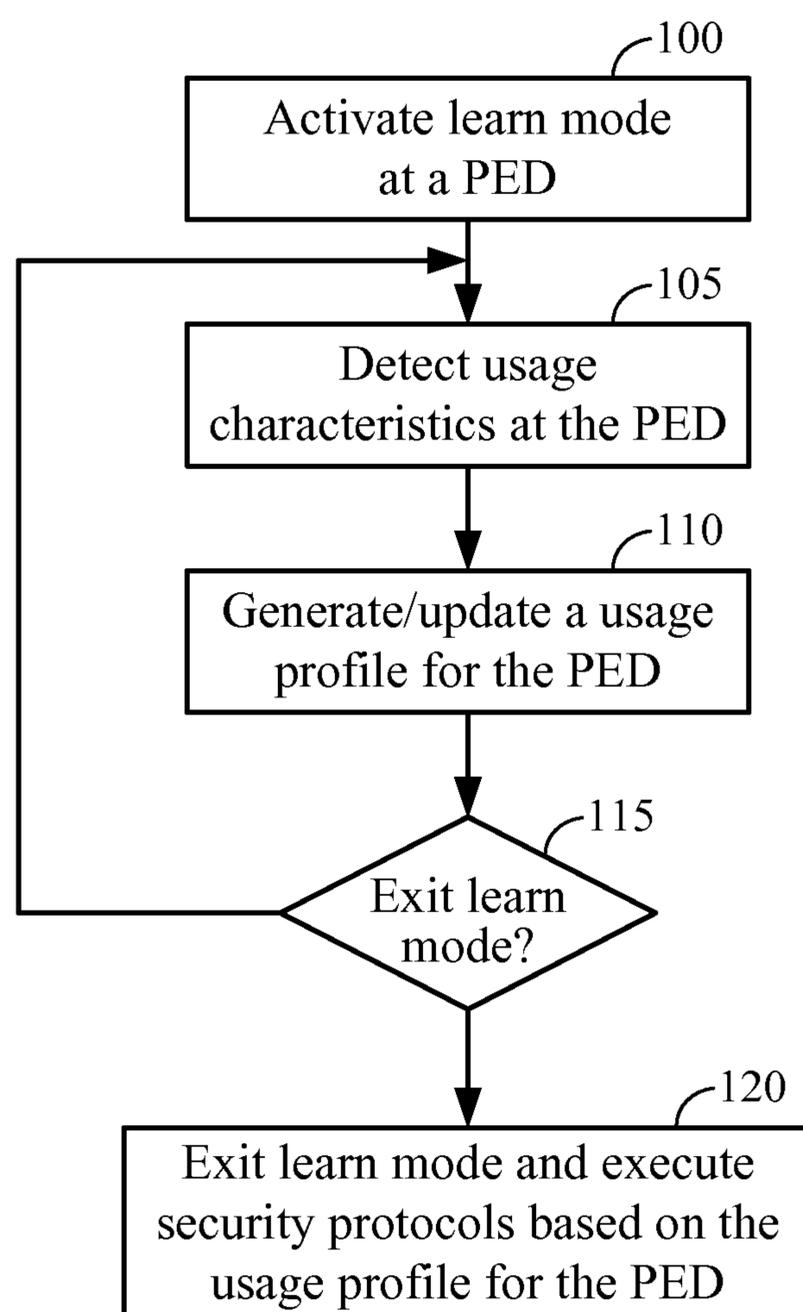 100
Activate learn mode
at a PED
105
Detect usage
characteristics at the PED
110
Generate/update a usage
profile for the PED
115
Exit learn
mode?
120
Exit learn mode and execute
security protocols based on the
usage profile for the PED